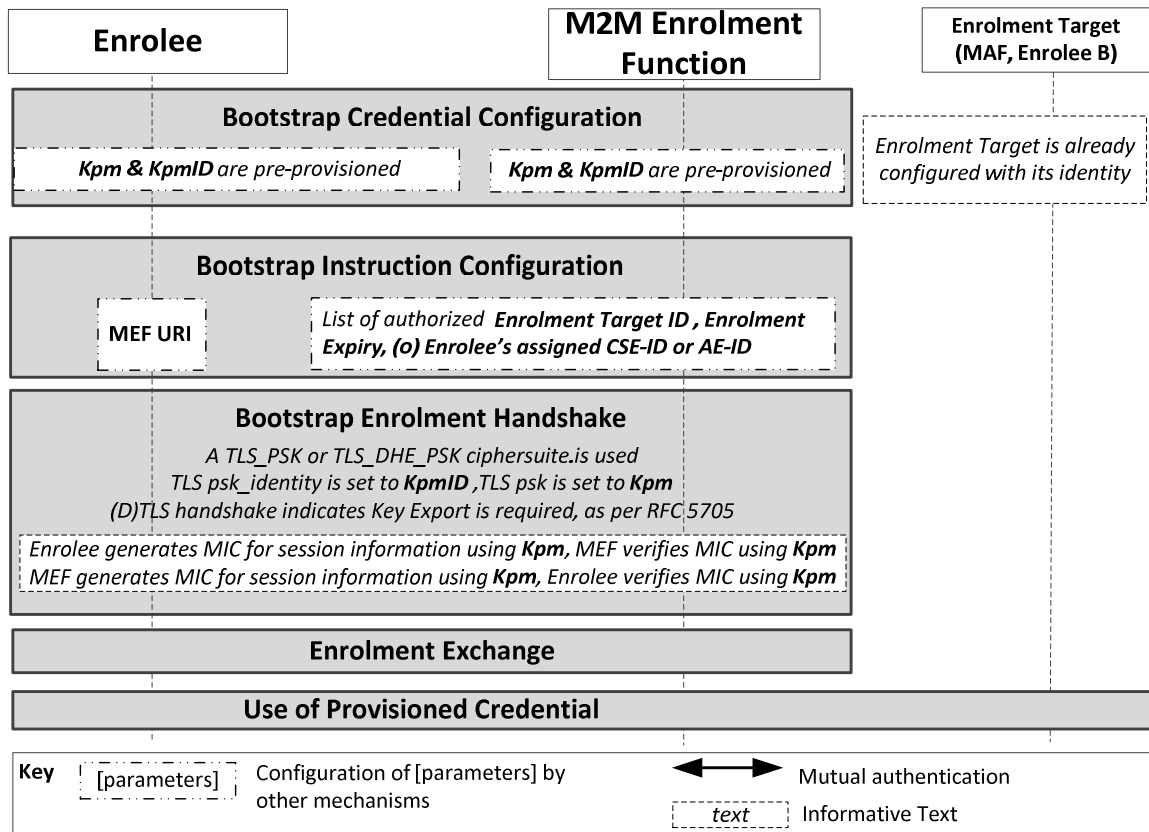 Enrolee
M2M Enrolment
Function
Enrolment Target
(MAF, Enrolee B)
Bootstrap Credential Configuration
Kpm & KpmID are pre-provisioned
Kpm & KpmID are pre-provisioned
Enrolment Target is already
configured with its identity
Bootstrap Instruction Configuration
MEF URI
List of authorized Enrolment Target ID , Enrolment
Expiry, (o) Enrolee’s assigned CSE-ID or AE-ID
Bootstrap Enrolment Handshake
A TLS_PSK or TLS_DHE_PSK ciphersuite.is used
TLS psk_identity is set to KpmID ,TLS psk is set to Kpm
(D)TLS handshake indicates Key Export is required, as per RFC 5705
Enrolee generates MIC for session information using Kpm, MEF verifies MIC using Kpm
MEF generates MIC for session information using Kpm, Enrolee verifies MIC using Kpm
Enrolment Exchange
Use of Provisioned Credential
Key
[parameters]
Configuration of [parameters] by
other mechanisms
Mutual authentication
text
Informative Text